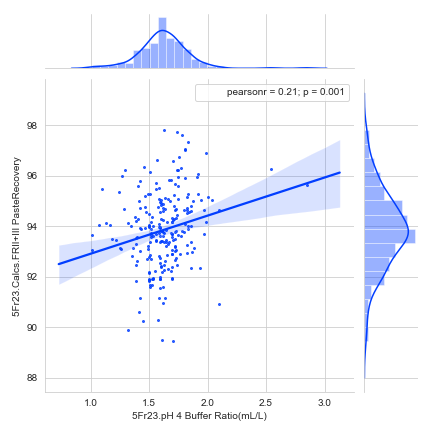 pearsonr = 0.21; p = 0.001
98
96
94
92
90
88
5Fr23.Calcs.FRII+III PasteRecovery
1.0 1.5 2.0 2.5 3.0
5Fr23.pH 4 Buffer Ratio(mL/L)